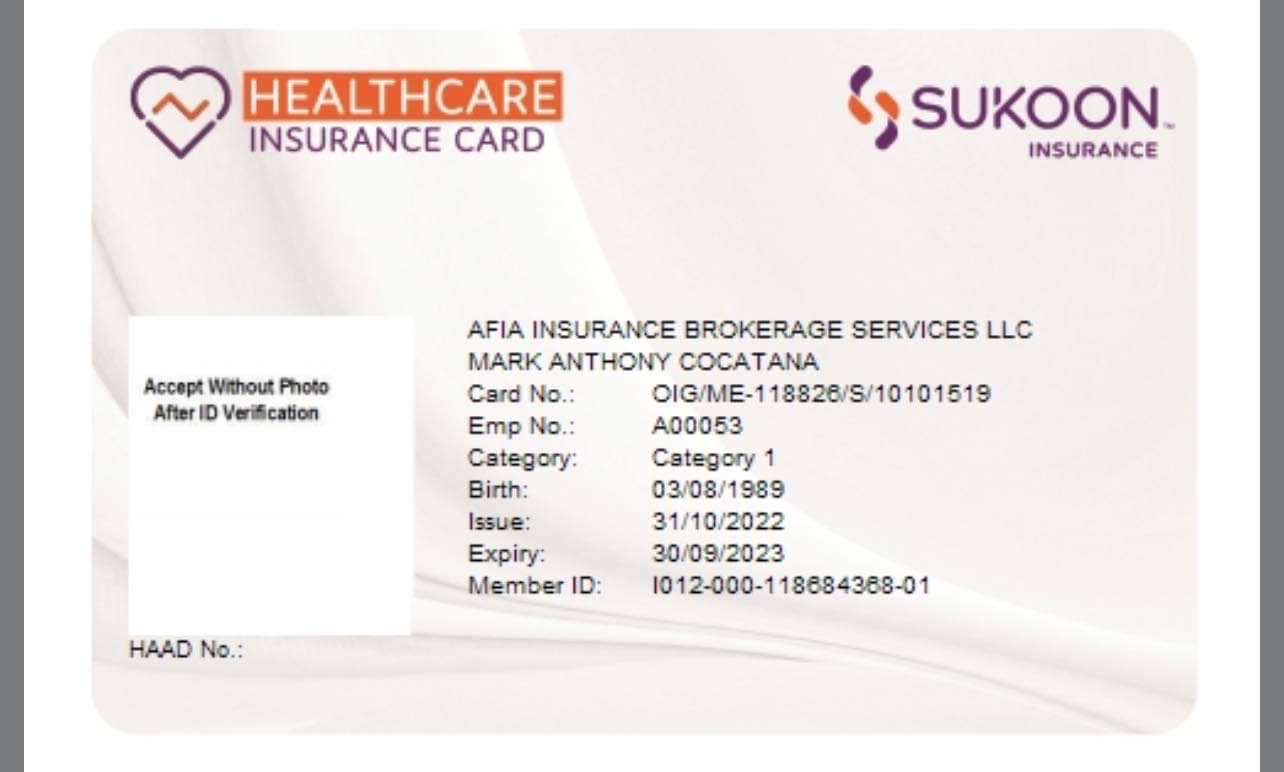 HEALTHCARE
INSURANCE CARD
SUKOON™
INSURANCE
Accept Without Photo
After ID Verification
AFIA INSURANCE BROKERAGE SERVICES LLC
MARK ANTHONY COCATANA
Card No.: OIG/ME-118826/S/10101519
Emp No.: A00053
Category: Category 1
Birth: 03/08/1989
Issue: 31/10/2022
Expiry: 30/09/2023
Member ID: I012-000-118684368-01
HAAD No.: